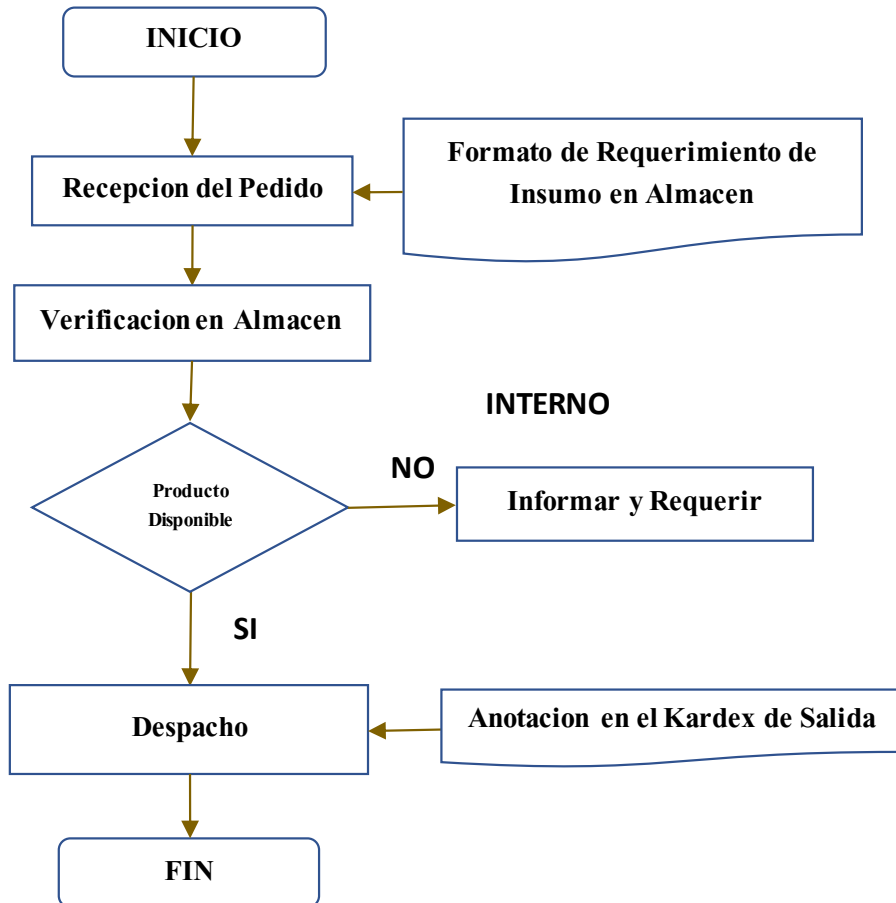 INICIO
Formato de Requerimiento de
Insumo en Almacen
Recepcion del Pedido
Verificacion en Almacen
INTERNO
NO
Producto
Disponible
Informar y Requerir
SI
Despacho
Anotacion en el Kardex de Salida
FIN